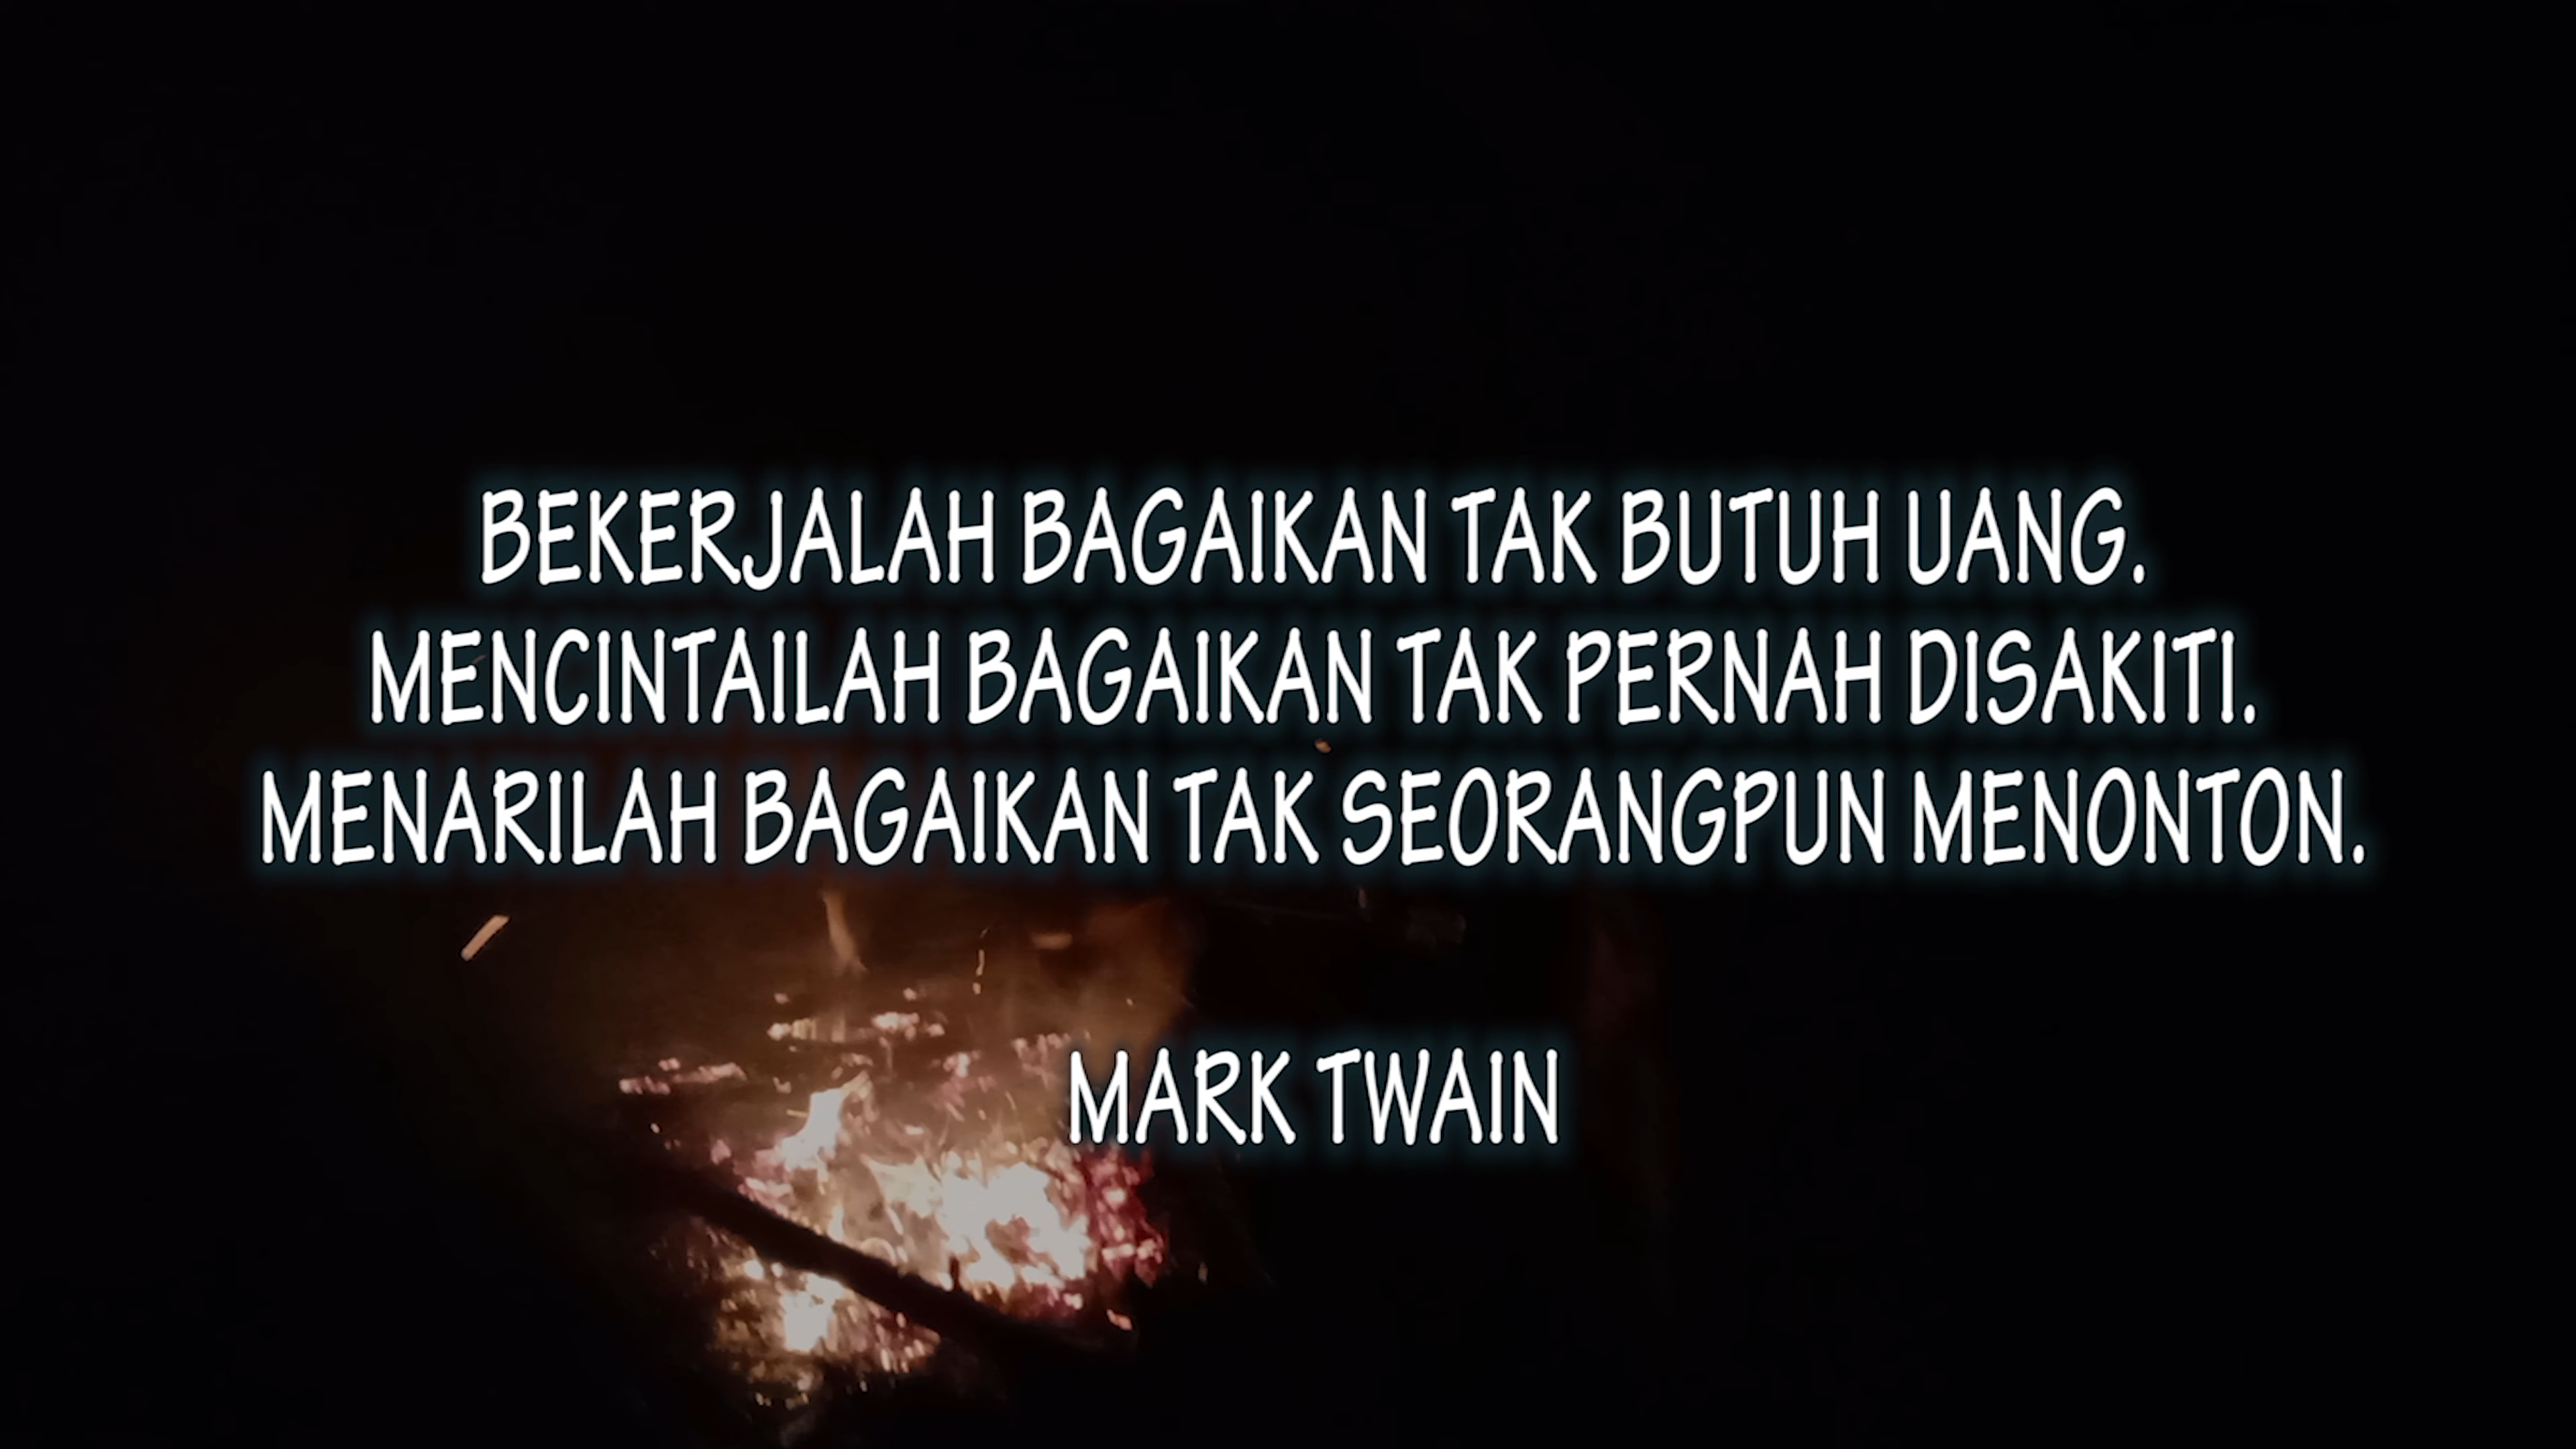 BEKERJALAH BAGAIKAN TAK BUTUH UANG.
MENCINTAILAH BAGAIKAN TAK PERNAH DISAKITI.
MENARILAH BAGAIKAN TAK SEORANGPUN MENONTON.
MARK TWAIN